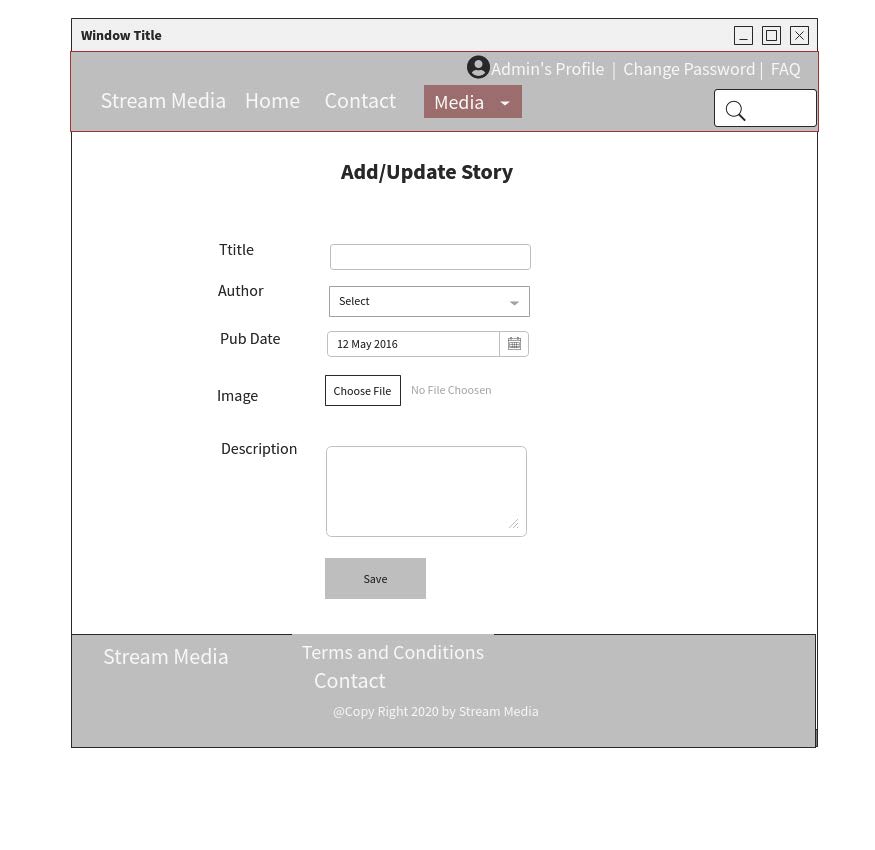 Window Title
Admin's Profile | Change Password | FAQ
Stream Media Home Contact Media
Add/Update Story
Ttitle
Author Select
Pub Date 12 May 2016
Image Choose File No File Choosen
Description
Save
Stream Media Terms and Conditions
Contact
@Copy Right 2020 by Stream Media